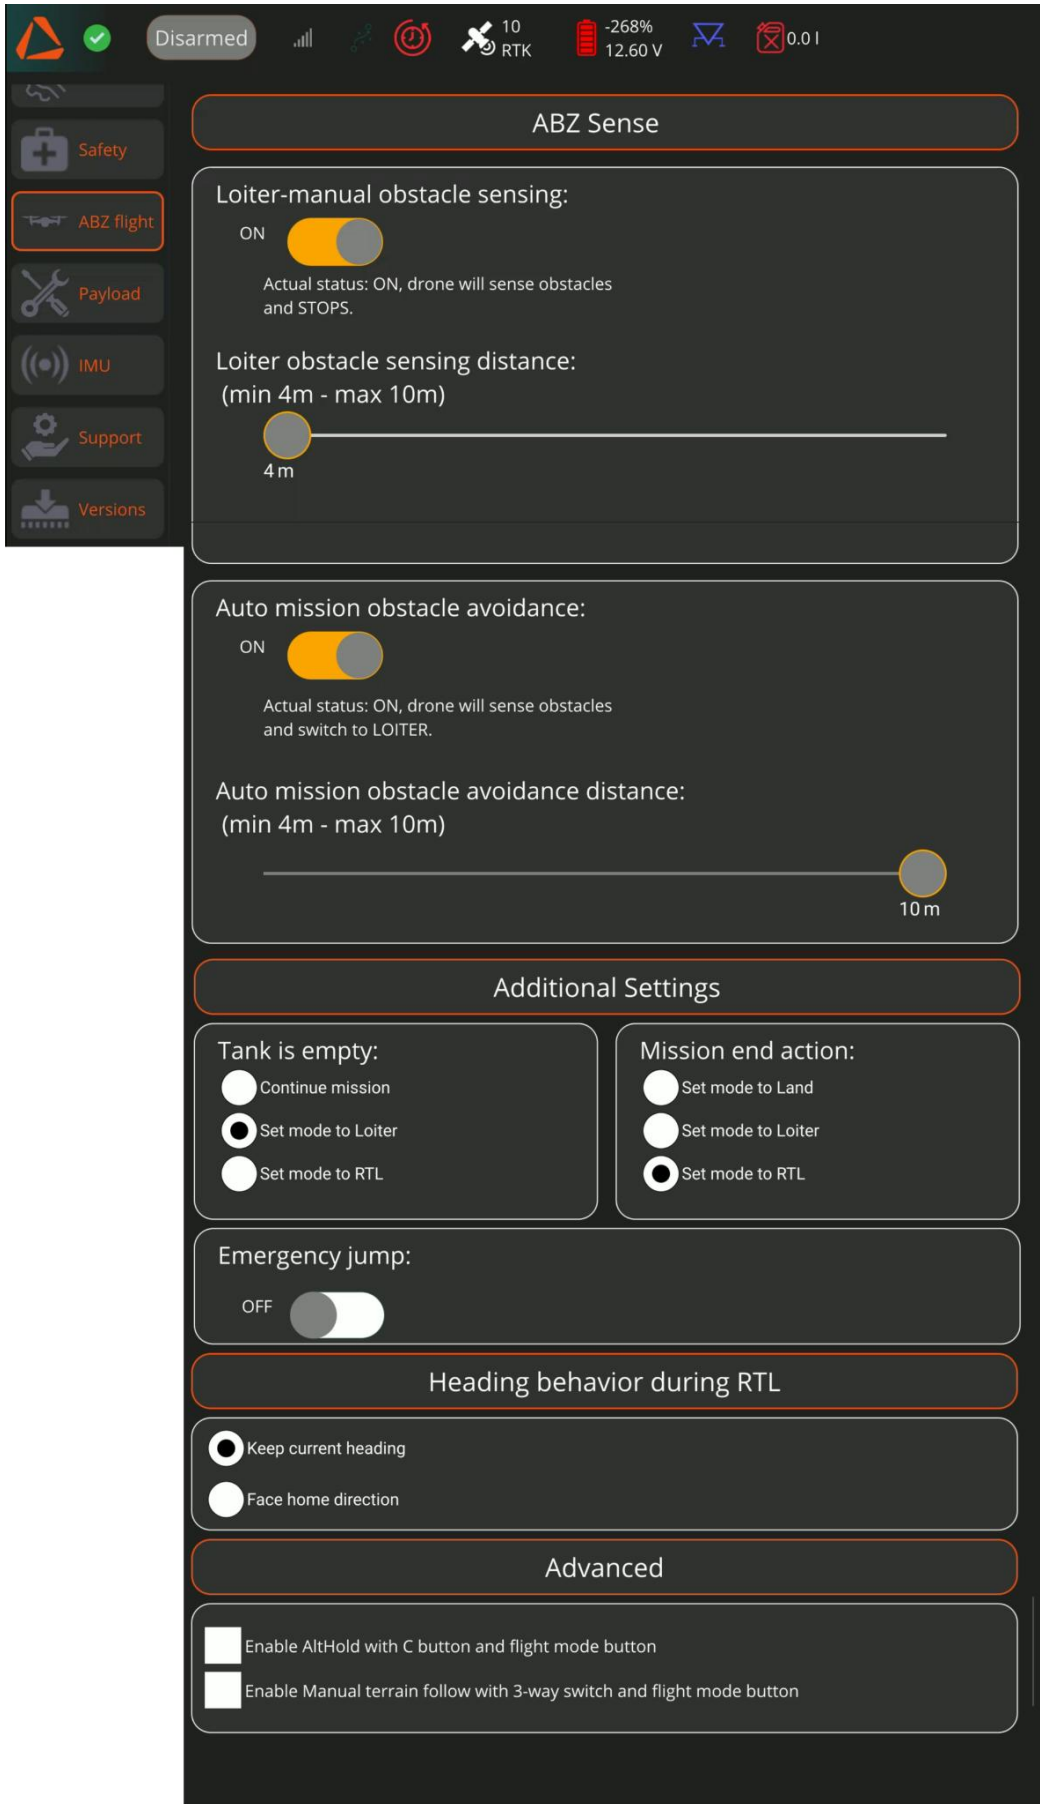 Disarmed
10
RTK
-268%
12.60 V
0.0 l
Safety
ABZ flight
Payload
IMU
Support
Versions
ABZ Sense
Loiter-manual obstacle sensing:
ON
Actual status: ON, drone will sense obstacles
and STOPS.
Loiter obstacle sensing distance:
(min 4m - max 10m)
4 m
Auto mission obstacle avoidance:
ON
Actual status: ON, drone will sense obstacles
and switch to LOITER.
Auto mission obstacle avoidance distance:
(min 4m - max 10m)
10 m
Additional Settings
Tank is empty:
Continue mission
Set mode to Loiter
Set mode to RTL
Mission end action:
Set mode to Land
Set mode to Loiter
Set mode to RTL
Emergency jump:
OFF
Heading behavior during RTL
Keep current heading
Face home direction
Advanced
Enable AltHold with C button and flight mode button
Enable Manual terrain follow with 3-way switch and flight mode button